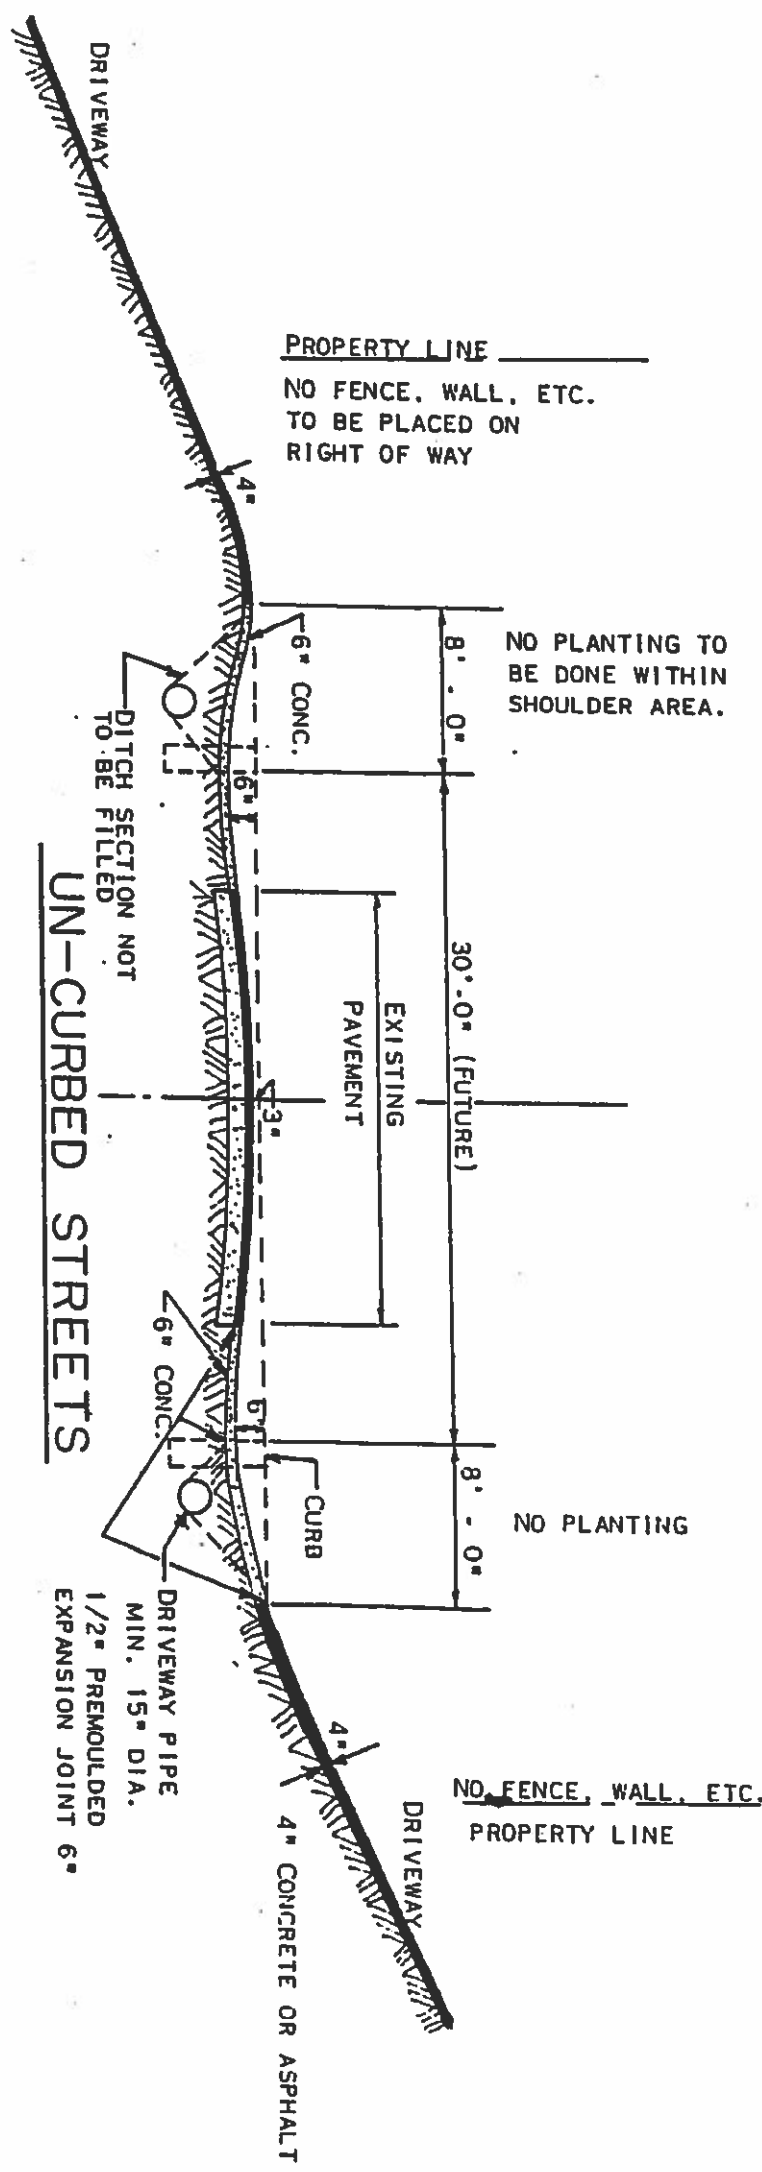 DRIVEWAY
PROPERTY LINE
NO FENCE, WALL, ETC.
TO BE PLACED ON
RIGHT OF WAY
4"
6" CONC.
8' - 0"
NO PLANTING TO
BE DONE WITHIN
SHOULDER AREA.
DITCH SECTION NOT
TO BE FILLED
6"
30'-0" (FUTURE)
EXISTING
PAVEMENT
3"
UN-CURBED STREETS
6" CONC.
6"
CURB
8' - 0"
NO PLANTING
DRIVEWAY PIPE
MIN. 15" DIA.
1/2" PREMOULDED
EXPANSION JOINT 6"
4"
4" CONCRETE OR ASPHALT
DRIVEWAY
NO FENCE, WALL, ETC.
PROPERTY LINE